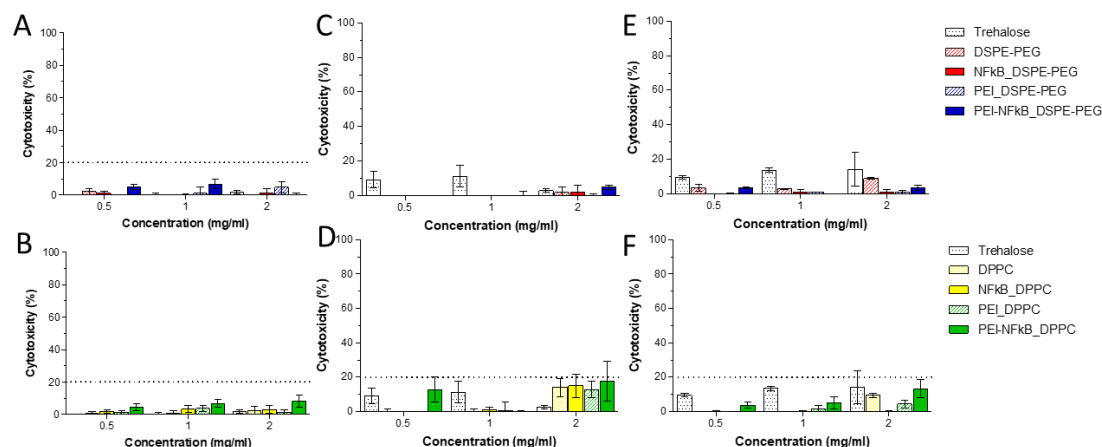 A
Cytotoxicity (%)
100
80
60
40
20
0
0.5
1
2
Concentration (mg/ml)
C
Cytotoxicity (%)
100
80
60
40
20
0
0.5
1
2
Concentration (mg/ml)
E
Cytotoxicity (%)
100
80
60
40
20
0
0.5
1
2
Concentration (mg/ml)
Trehalose
DSPE-PEG
NFkB_DSPE-PEG
PEI_DSPE-PEG
PEI-NFkB_DSPE-PEG
B
Cytotoxicity (%)
100
80
60
40
20
0
0.5
1
2
Concentration (mg/ml)
D
Cytotoxicity (%)
100
80
60
40
20
0
0.5
1
2
Concentration (mg/ml)
F
Cytotoxicity (%)
100
80
60
40
20
0
0.5
1
2
Concentration (mg/ml)
Trehalose
DPPC
NFkB_DPPC
PEI_DPPC
PEI-NFkB_DPPC